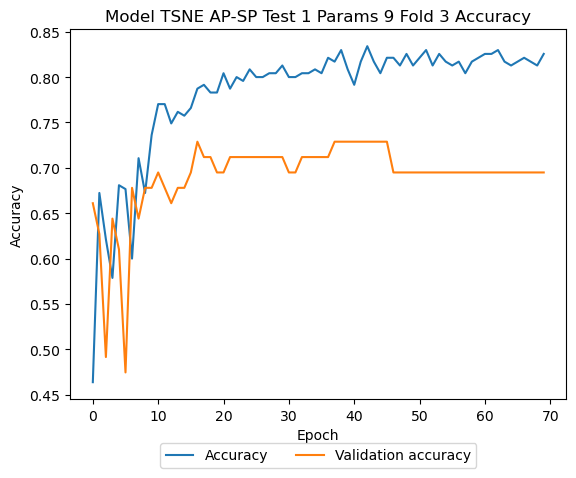 Model TSNE AP-SP Test 1 Params 9 Fold 3 Accuracy
0.85
0.80
0.75
0.70
0.65
0.60
0.55
0.50
0.45
Accuracy
0 10 20 30 40 50 60 70
Epoch
Accuracy Validation accuracy